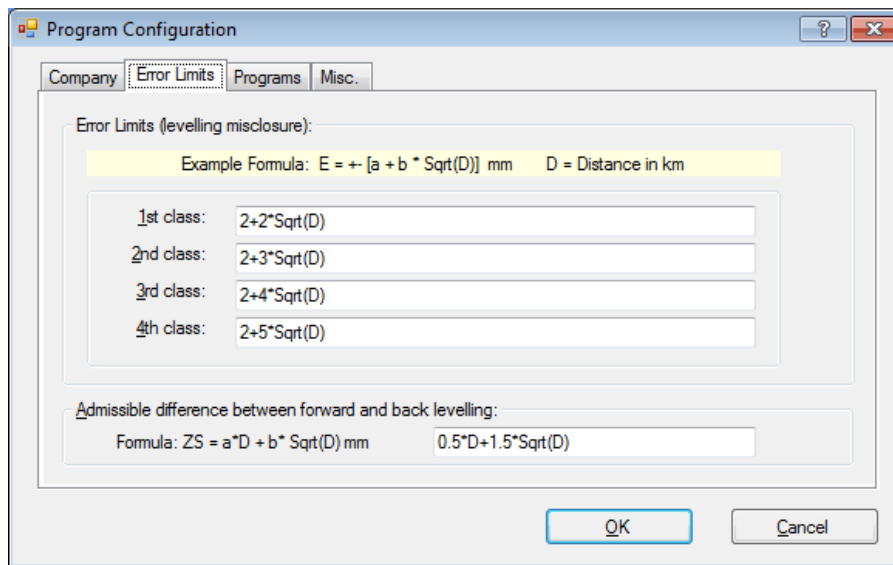 Program Configuration
Company Error Limits Programs Misc.
Error Limits (levelling misclosure):
Example Formula: E = +- [a + b * Sqrt(D)] mm D = Distance in km
1st class: 2+2*Sqrt(D)
2nd class: 2+3*Sqrt(D)
3rd class: 2+4*Sqrt(D)
4th class: 2+5*Sqrt(D)
Admissible difference between forward and back levelling:
Formula: ZS = a*D + b* Sqrt(D) mm 0.5*D+1.5*Sqrt(D)
OK Cancel